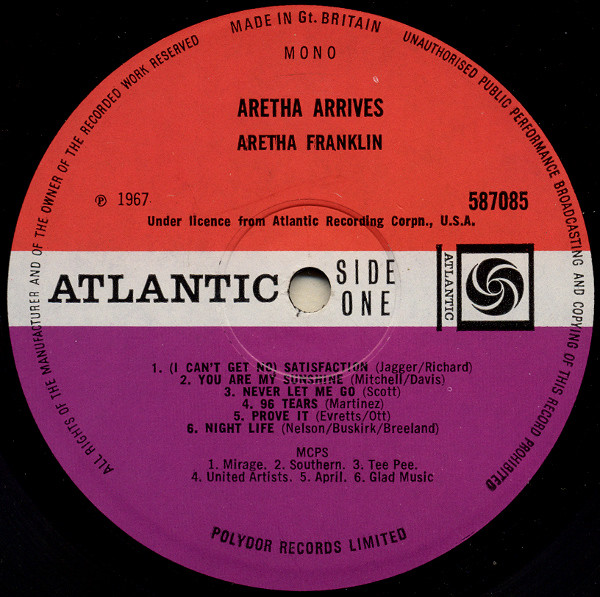 MADE IN Gt. BRITAIN
MONO
ARETHA ARRIVES
ARETHA FRANKLIN
℗ 1967
587085
Under licence from Atlantic Recording Corpn., U.S.A.
ATLANTIC
SIDE
ONE
ATLANTIC
1. (I CAN'T GET NO) SATISFACTION (Jagger/Richard)
2. YOU ARE MY SUNSHINE (Mitchell/Davis)
3. NEVER LET ME GO (Scott)
4. 96 TEARS (Martinez)
5. PROVE IT (Evretts/Ott)
6. NIGHT LIFE (Nelson/Buskirk/Breeland)
MCPS
1. Mirage. 2. Southern. 3. Tee Pee.
4. United Artists. 5. April. 6. Glad Music
POLYDOR RECORDS LIMITED
ALL RIGHTS OF THE MANUFACTURER AND OF THE OWNER OF THE RECORDED WORK RESERVED
UNAUTHORISED PUBLIC PERFORMANCE BROADCASTING AND COPYING OF THIS RECORD PROHIBITED